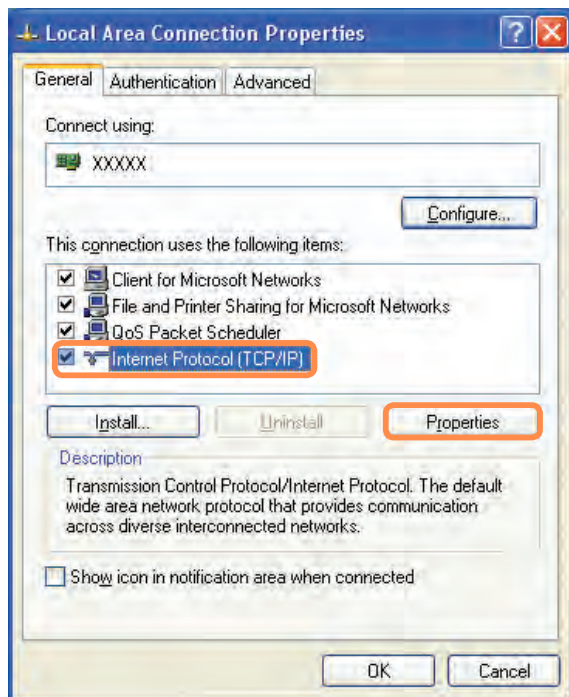 Local Area Connection Properties
General Authentication Advanced
Connect using:
XXXXX
Configure...
This connection uses the following items:
Client for Microsoft Networks
File and Printer Sharing for Microsoft Networks
QoS Packet Scheduler
Internet Protocol (TCP/IP)
Install... Uninstall Properties
Description
Transmission Control Protocol/Internet Protocol. The default
wide area network protocol that provides communication
across diverse interconnected networks.
Show icon in notification area when connected
OK Cancel